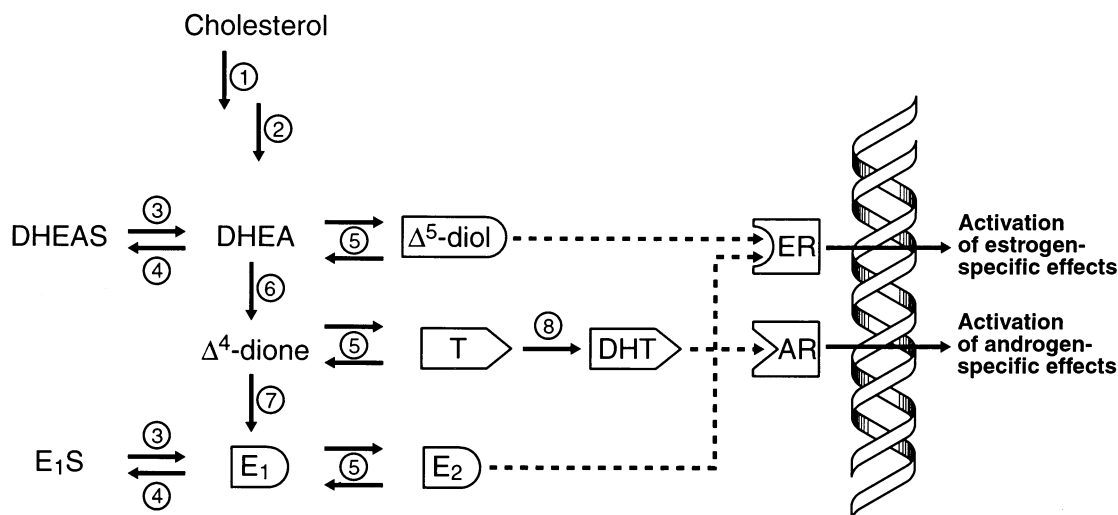 Cholesterol
①
②
DHEAS ③ ④ DHEA ⑤ Δ⁵-diol ER
Activation
of estrogen-
specific effects
⑥
Δ⁴-dione ⑤ T ⑧ DHT AR
Activation
of androgen-
specific effects
⑦
E₁S ③ ④ E₁ ⑤ E₂